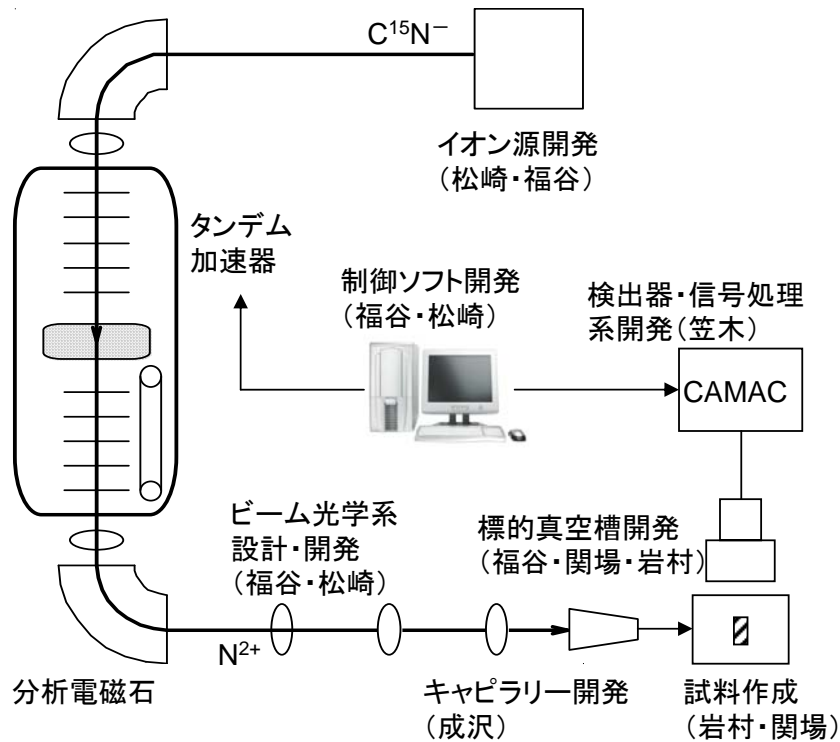 C¹⁵N⁻
イオン源開発
(松崎・福谷)
タンデム
加速器
制御ソフト開発
(福谷・松崎)
検出器・信号処理
系開発(笠木)
CAMAC
ビーム光学系
設計・開発
(福谷・松崎)
標的真空槽開発
(福谷・関場・岩村)
N²⁺
分析電磁石
キャピラリー開発
(成沢)
試料作成
(岩村・関場)